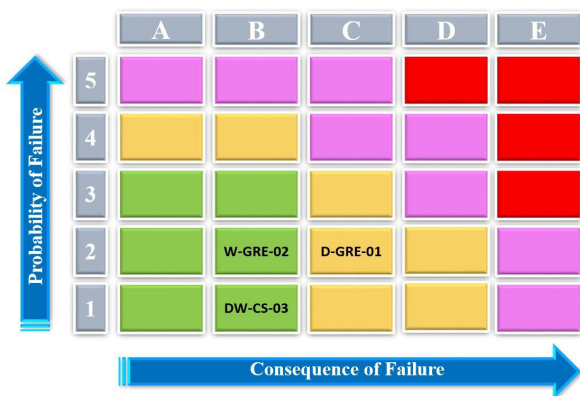 A B C D E
5
4
3
2 W-GRE-02 D-GRE-01
1 DW-CS-03
Probability of Failure
Consequence of Failure